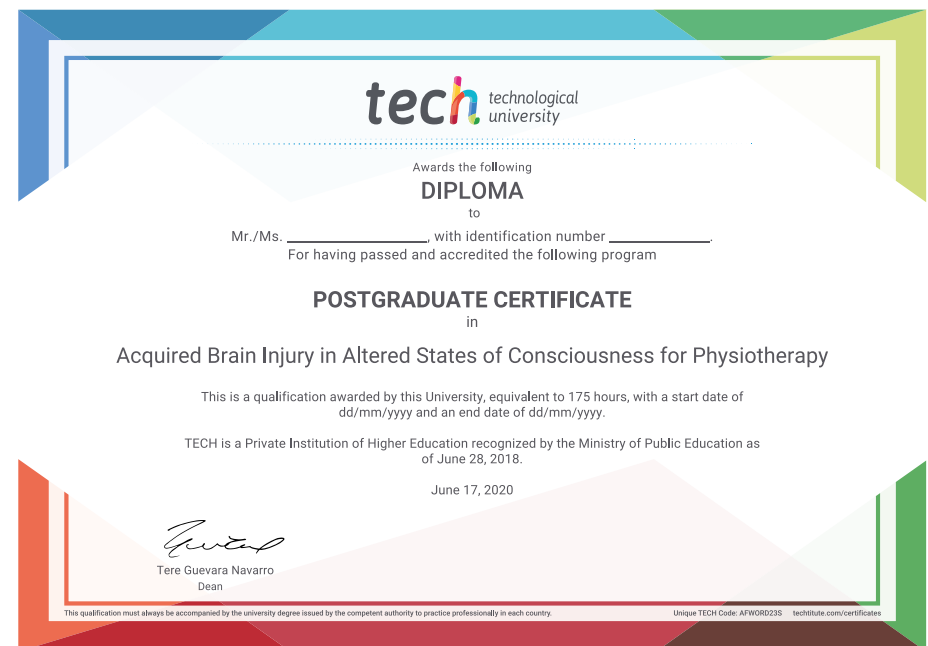 tech technological
university
Awards the following
DIPLOMA
to
Mr./Ms. ____________, with identification number _________.
For having passed and accredited the following program
POSTGRADUATE CERTIFICATE
in
Acquired Brain Injury in Altered States of Consciousness for Physiotherapy
This is a qualification awarded by this University, equivalent to 175 hours, with a start date of
dd/mm/yyyy and an end date of dd/mm/yyyy.
TECH is a Private Institution of Higher Education recognized by the Ministry of Public Education as
of June 28, 2018.
June 17, 2020
Tere Guevara Navarro
Dean
This qualification must always be accompanied by the university degree issued by the competent authority to practice professionally in each country. Unique TECH Code: AFWORD23S techtitute.com/certificates